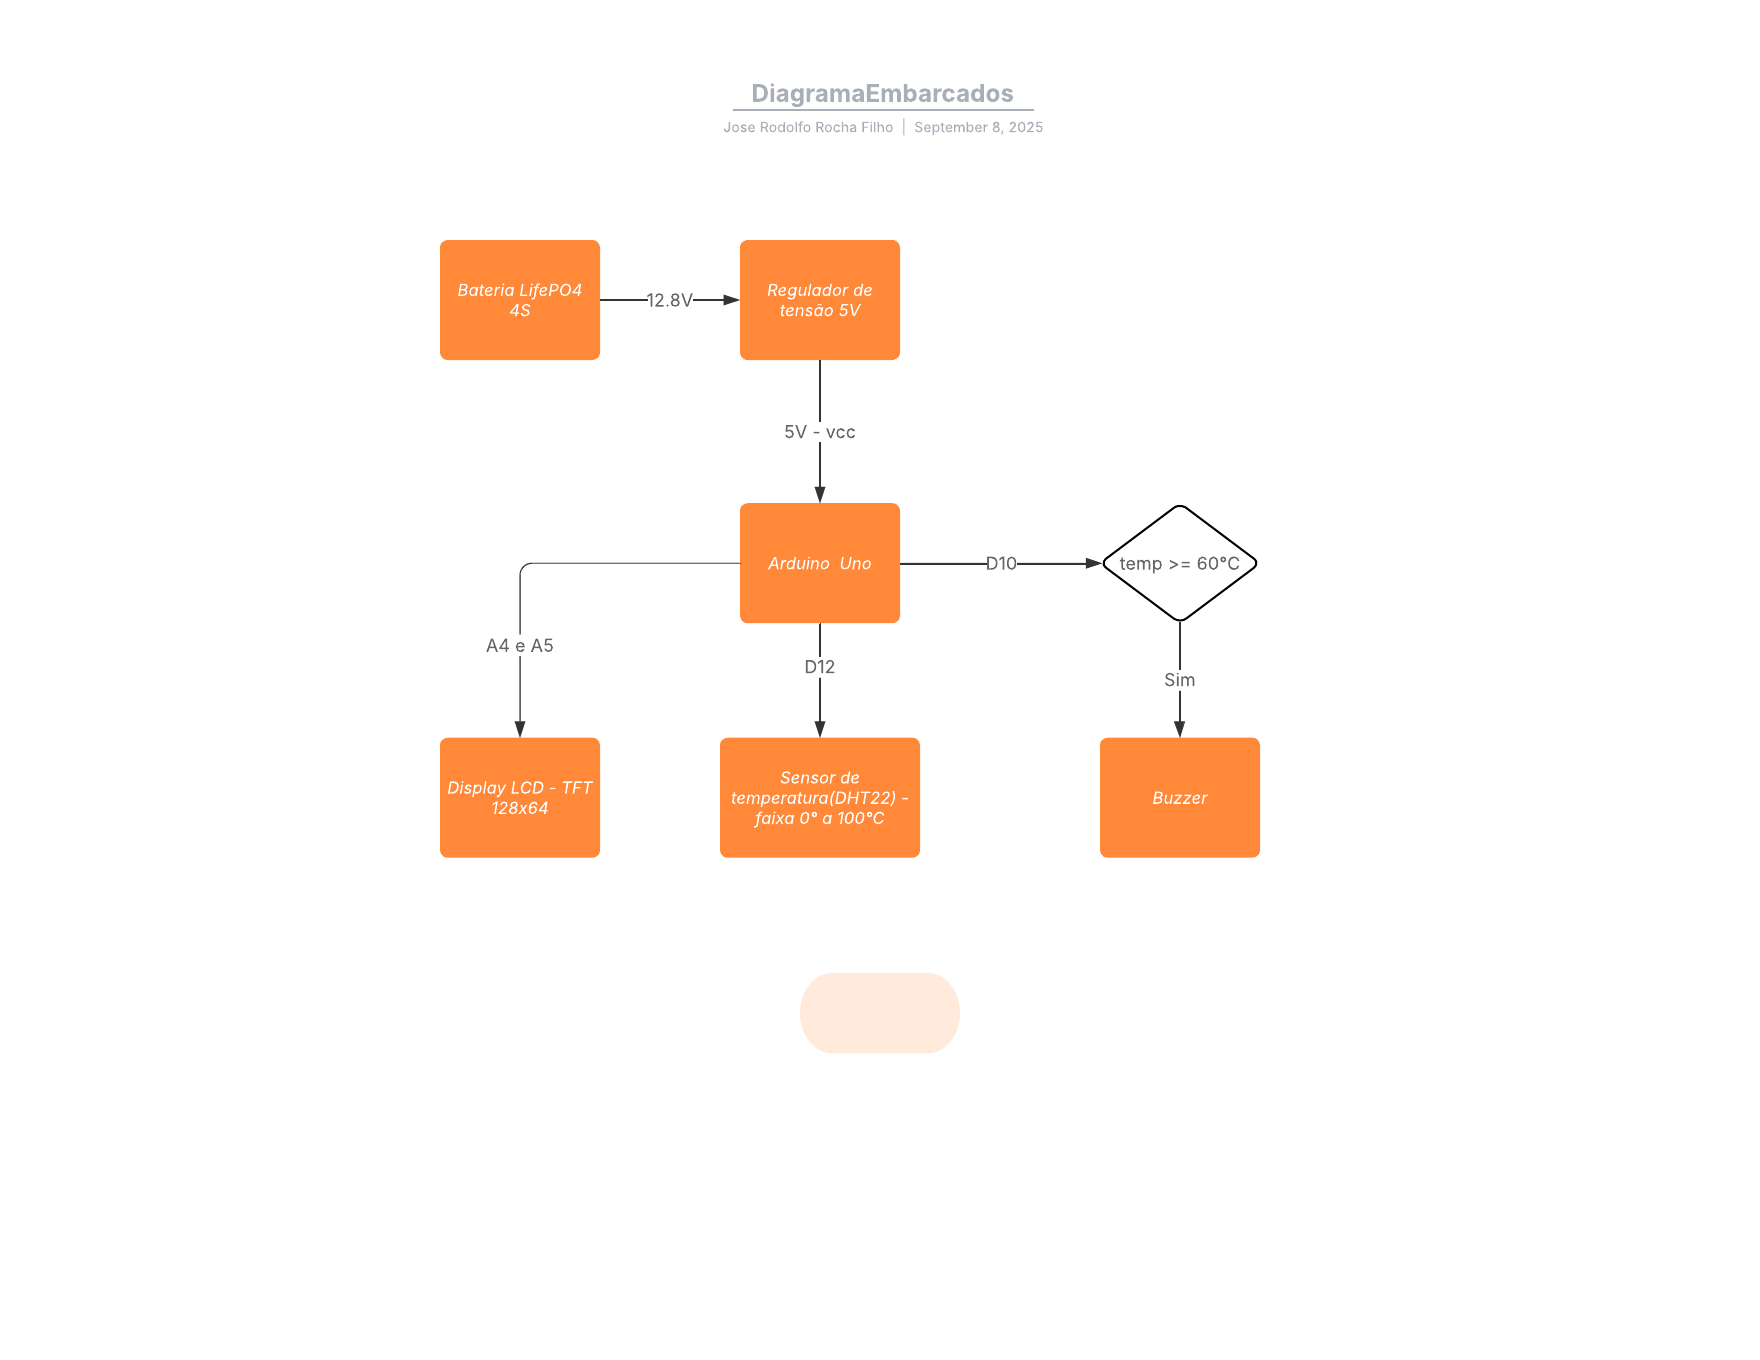 DiagramaEmbarcados
Jose Rodolfo Rocha Filho | September 8, 2025
Bateria LifePO4
4S
12.8V
Regulador de
tensão 5V
5V - vcc
Arduino  Uno
D10
temp >= 60°C
A4 e A5
D12
Sim
Display LCD - TFT
128x64
Sensor de
temperatura(DHT22) -
faixa 0° a 100°C
Buzzer